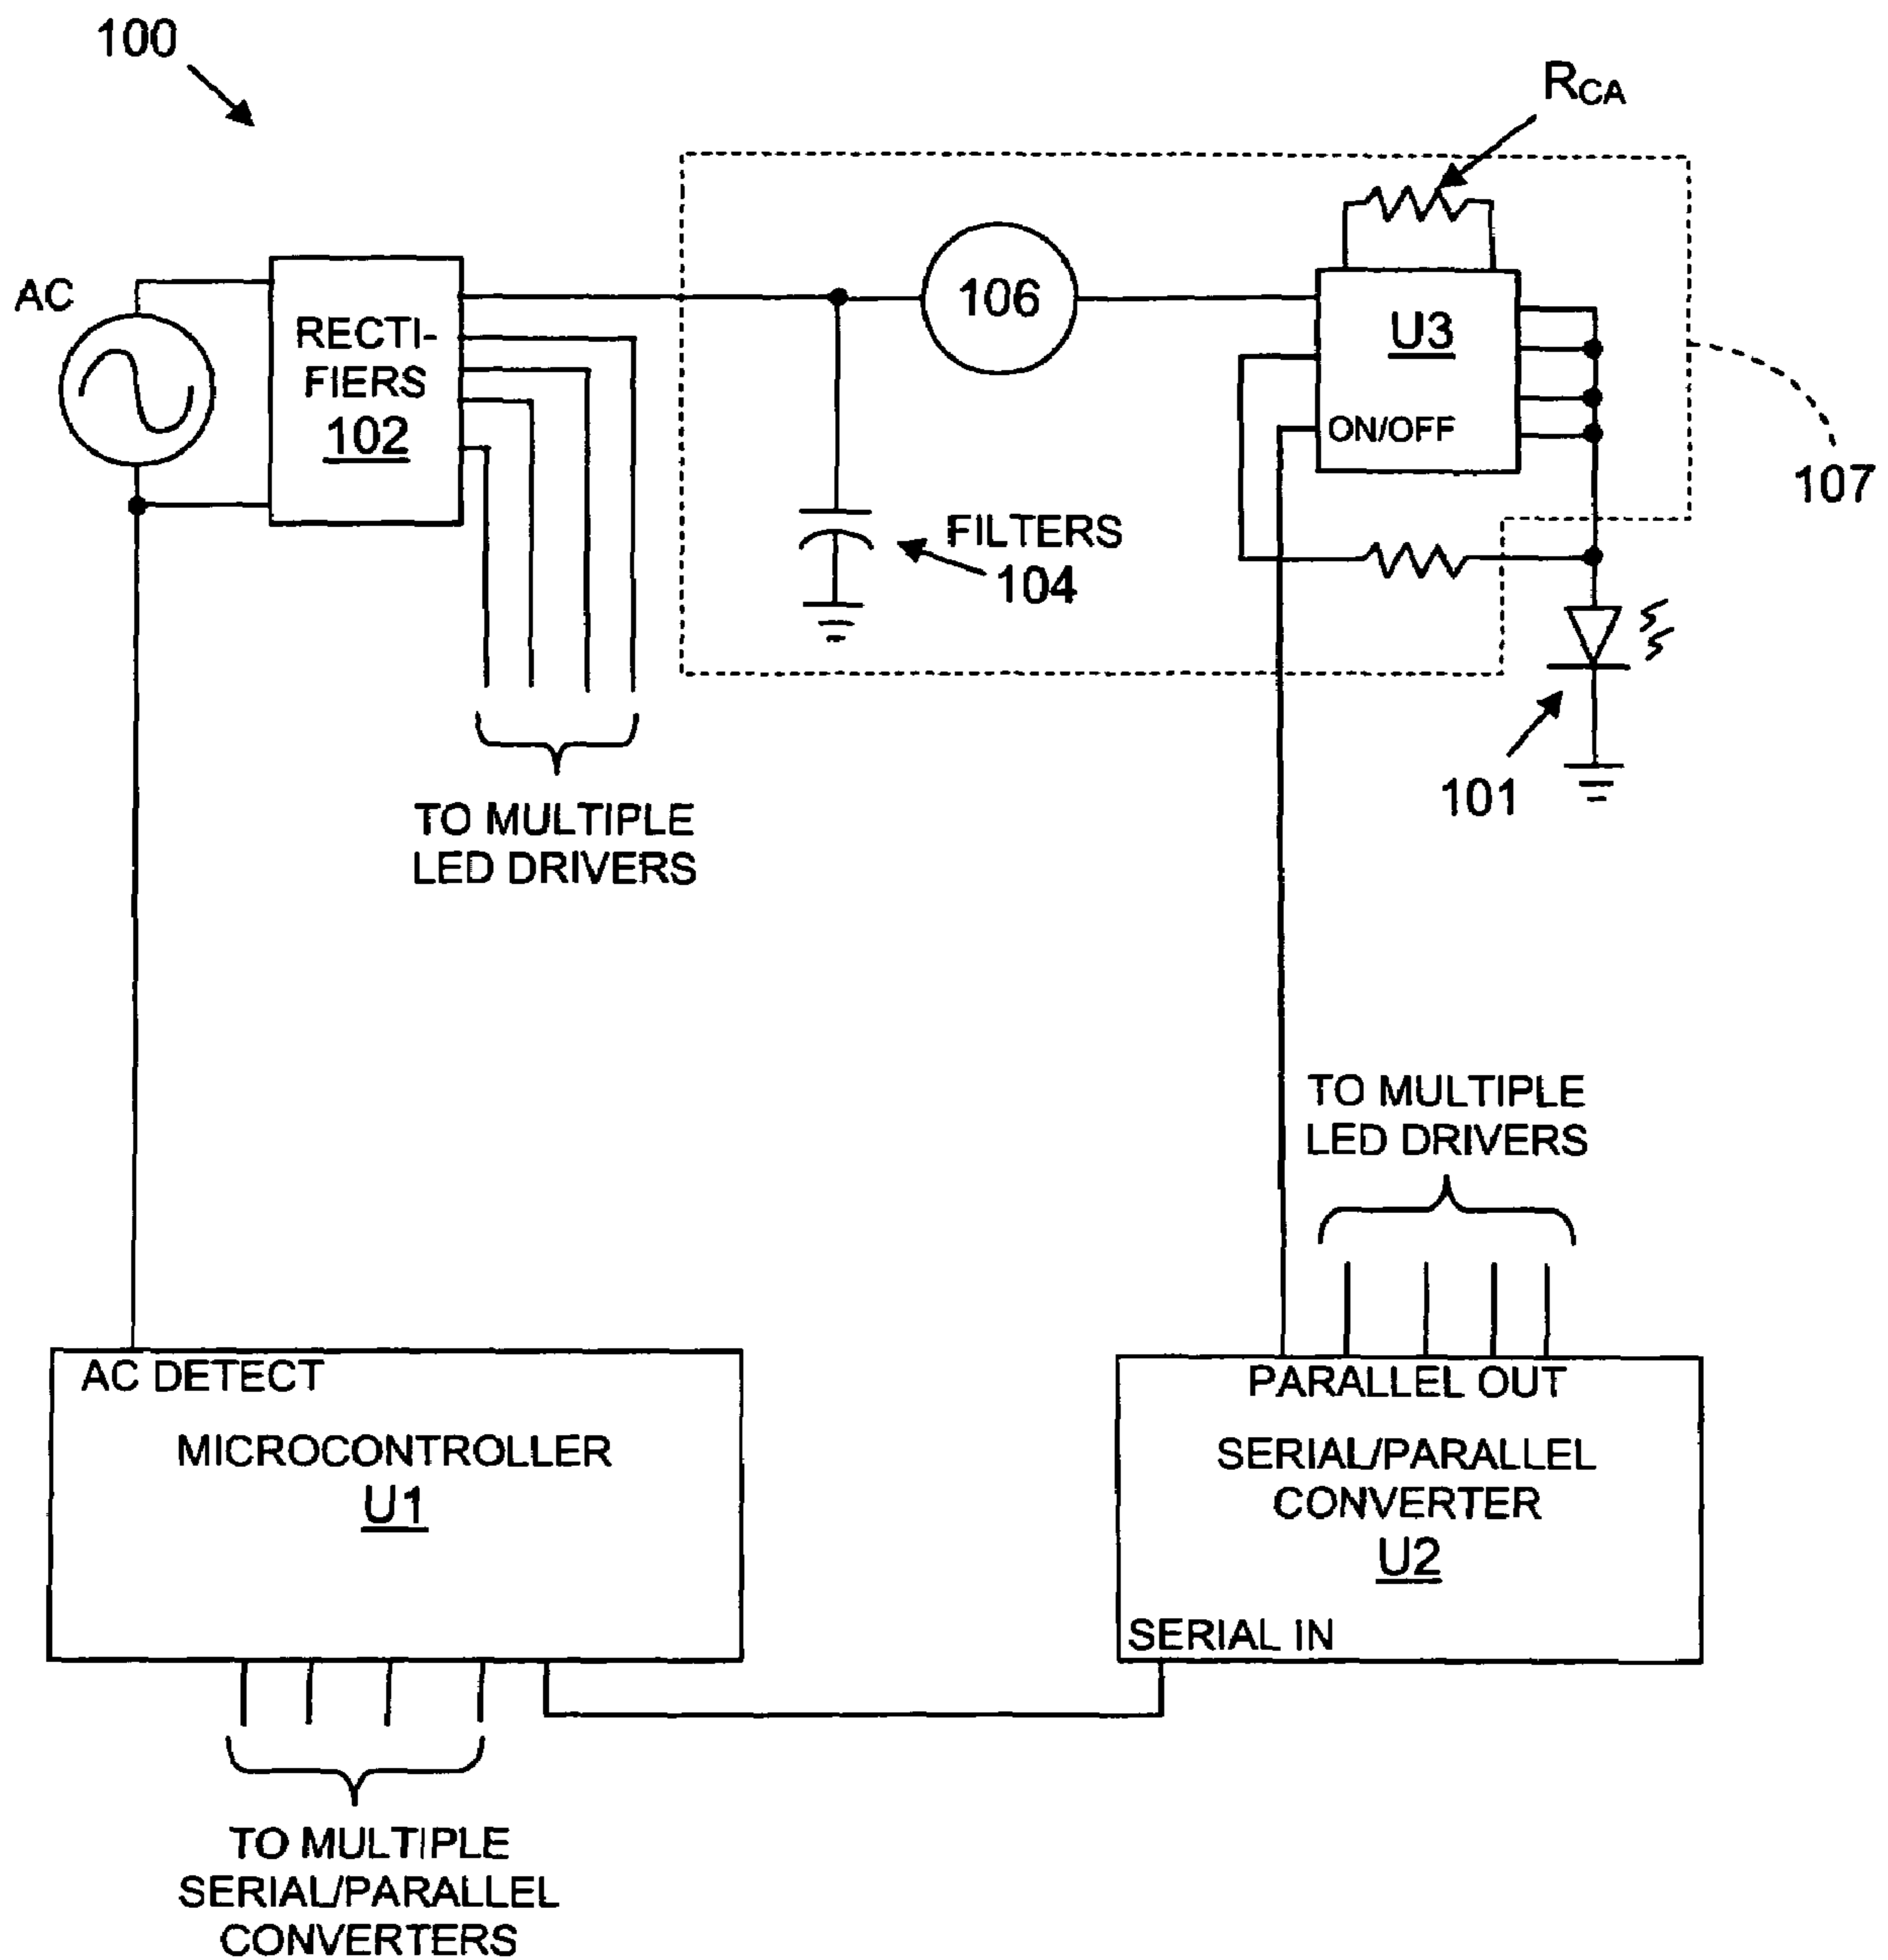 100
R_CA
AC
RECTI-
FIERS
102
106
U3
ON/OFF
107
FILTERS
104
101
TO MULTIPLE
LED DRIVERS
TO MULTIPLE
LED DRIVERS
AC DETECT
MICROCONTROLLER
U1
PARALLEL OUT
SERIAL/PARALLEL
CONVERTER
U2
SERIAL IN
TO MULTIPLE
SERIAL/PARALLEL
CONVERTERS